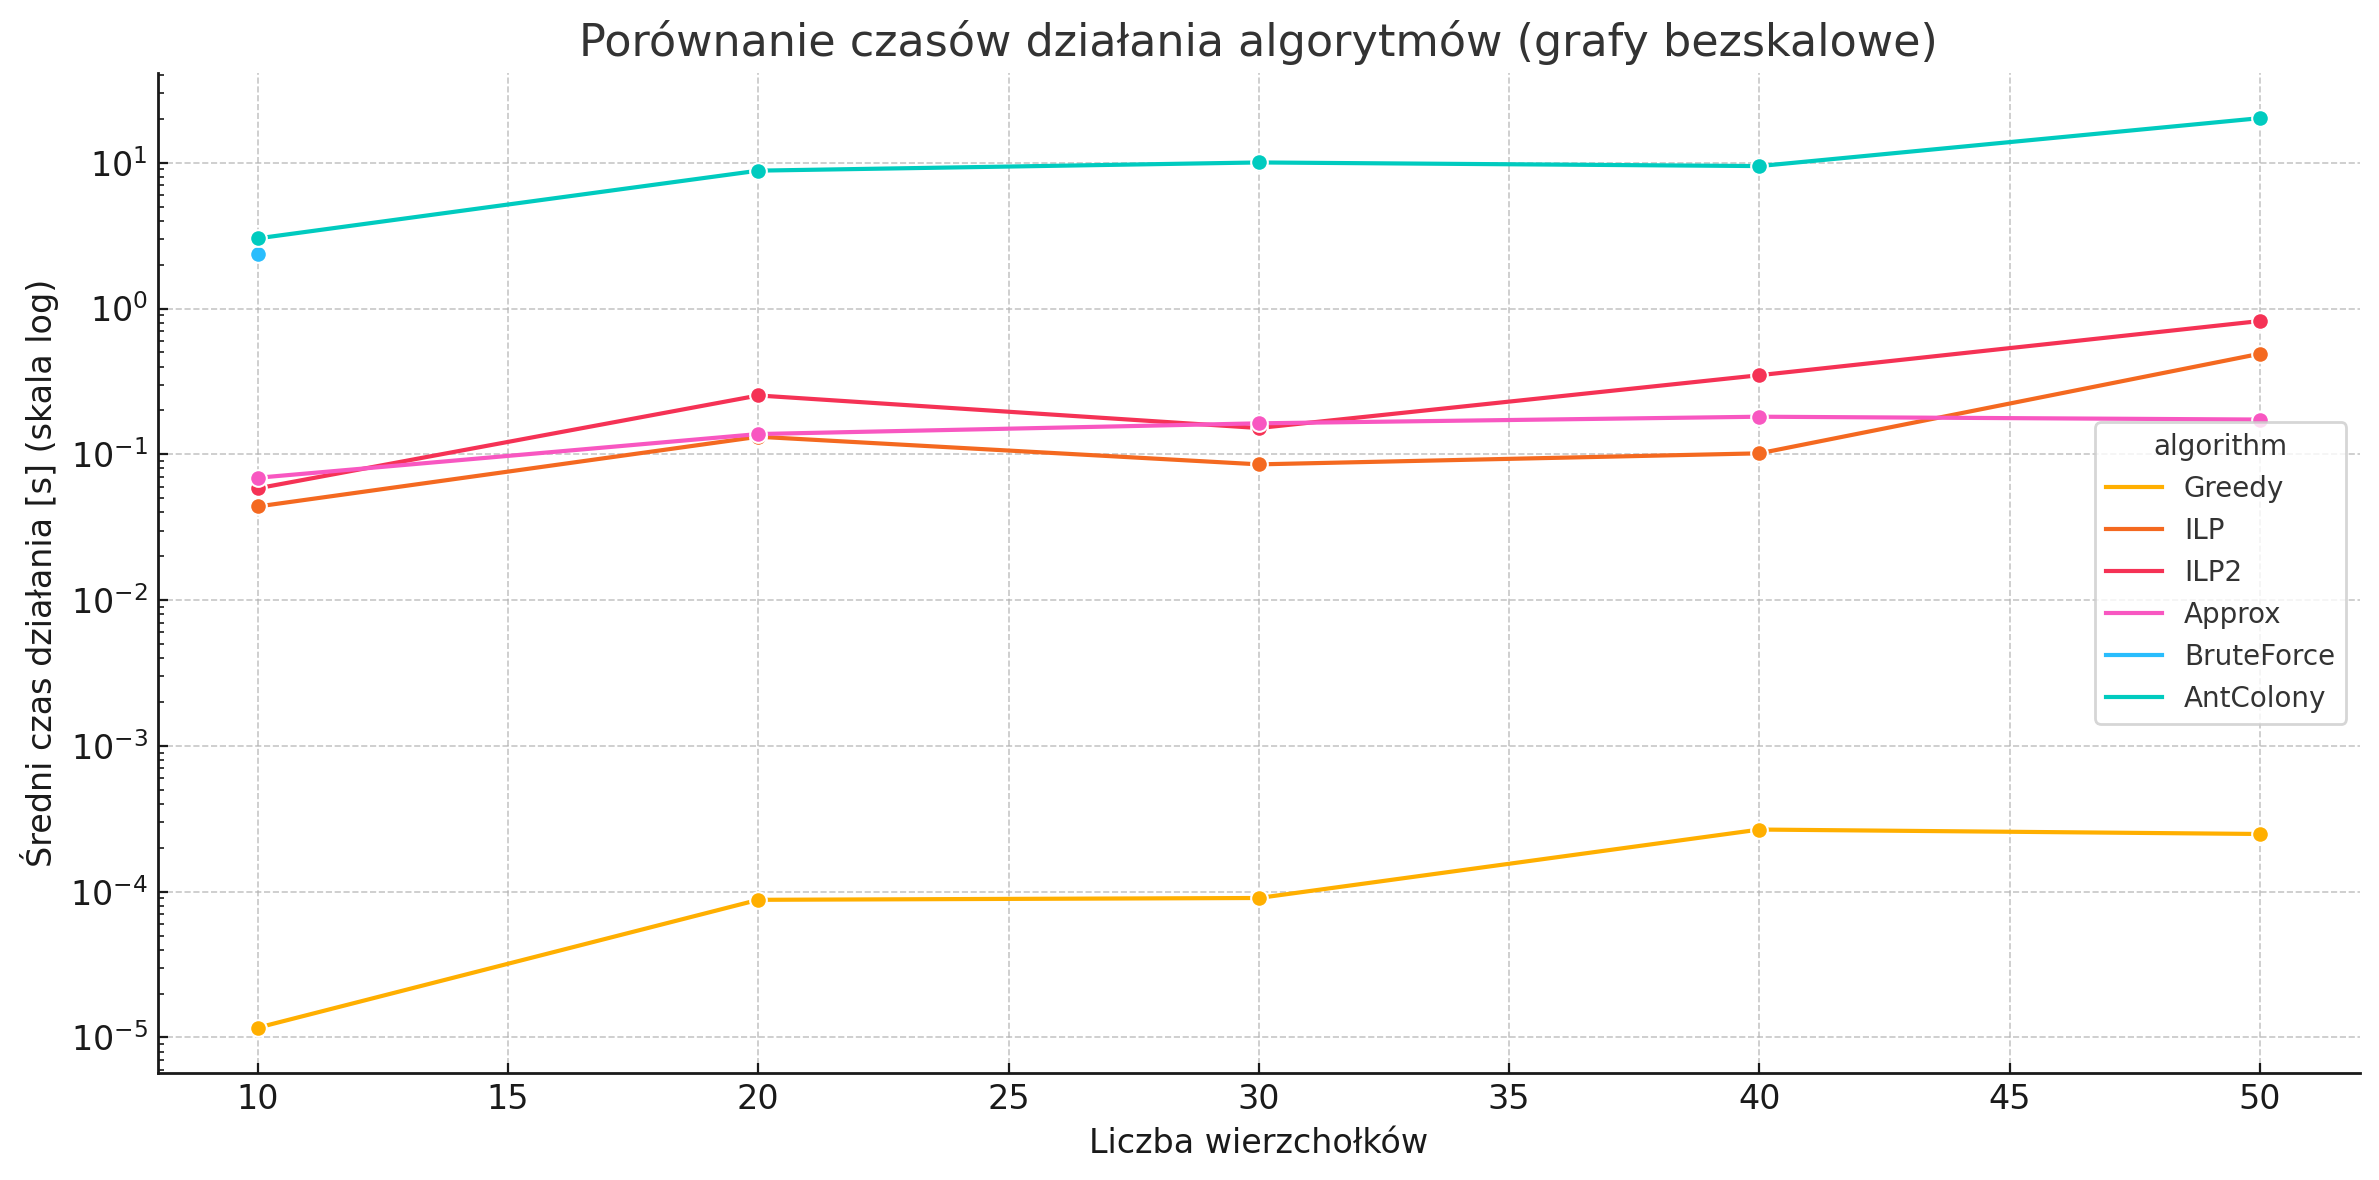 Porównanie czasów działania algorytmów (grafy bezskalowe)
Średni czas działania [s] (skala log)
10¹
10⁰
10⁻¹
10⁻²
10⁻³
10⁻⁴
10⁻⁵
algorithm
Greedy
ILP
ILP2
Approx
BruteForce
AntColony
10 15 20 25 30 35 40 45 50
Liczba wierzchołków